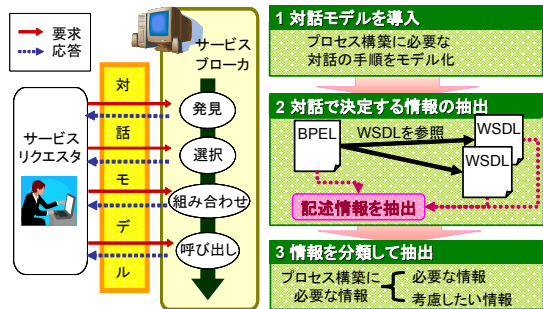 要求
応答
サービス
ブローカ
対
話
モ
デ
ル
サービス
リクエスタ
発見
選択
組み合わせ
呼び出し
1 対話モデルを導入
プロセス構築に必要な
対話の手順をモデル化
2 対話で決定する情報の抽出
BPEL
WSDLを参照
WSDL
WSDL
記述情報を抽出
3 情報を分類して抽出
プロセス構築に
必要な情報
必要な情報
考慮したい情報